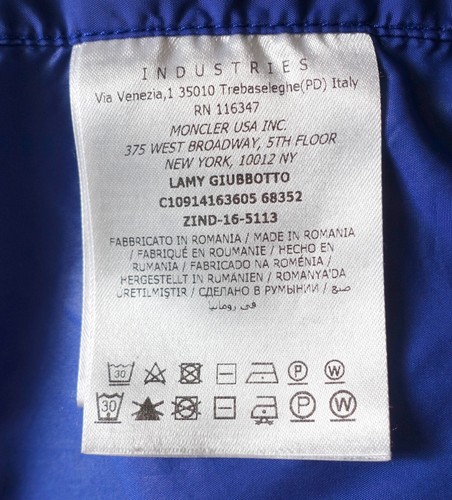 INDUSTRIES
Via Venezia,1 35010 Trebaseleghe(PD) Italy
RN 116347
MONCLER USA INC.
375 WEST BROADWAY, 5TH FLOOR
NEW YORK, 10012 NY
LAMY GIUBBOTTO
C10914163605 68352
ZIND-16-5113
FABBRICATO IN ROMANIA / MADE IN ROMANIA
/ FABRIQUÉ EN ROUMANIE / HECHO EN
RUMANIA / FABRICADO NA ROMÉNIA /
HERGESTELLT IN RUMÄNIEN / ROMANYA'DA
ÜRETILMIŞTIR / СДЕЛАНО В РУМЫНИИ / صنع
في رومانيا
30 P W
30 P W